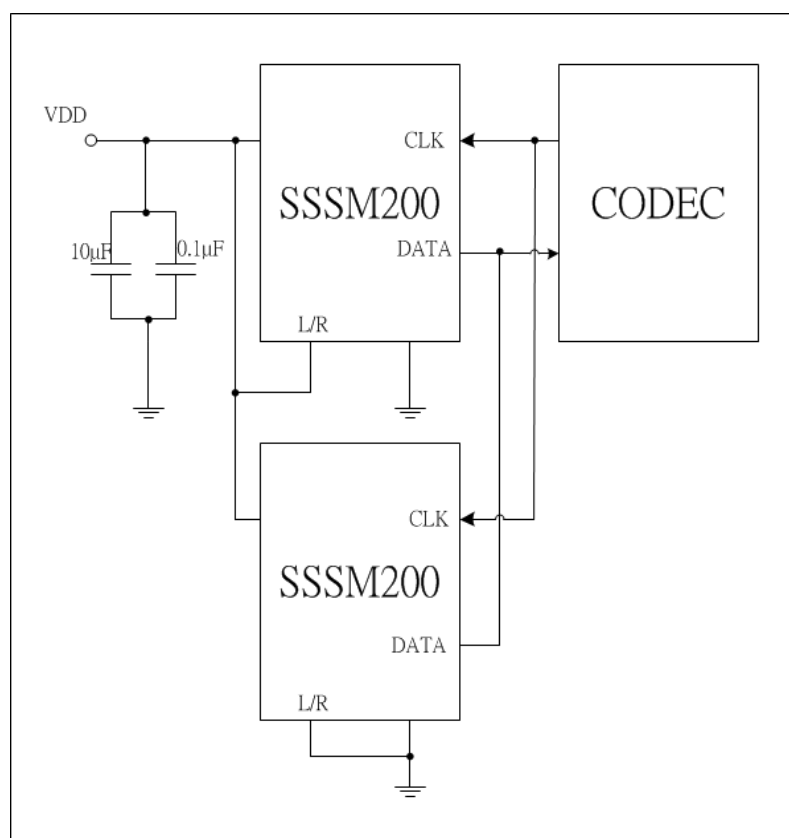 VDD
CLK
SSSM200
CODEC
10μF
0.1μF
DATA
L/R
CLK
SSSM200
DATA
L/R